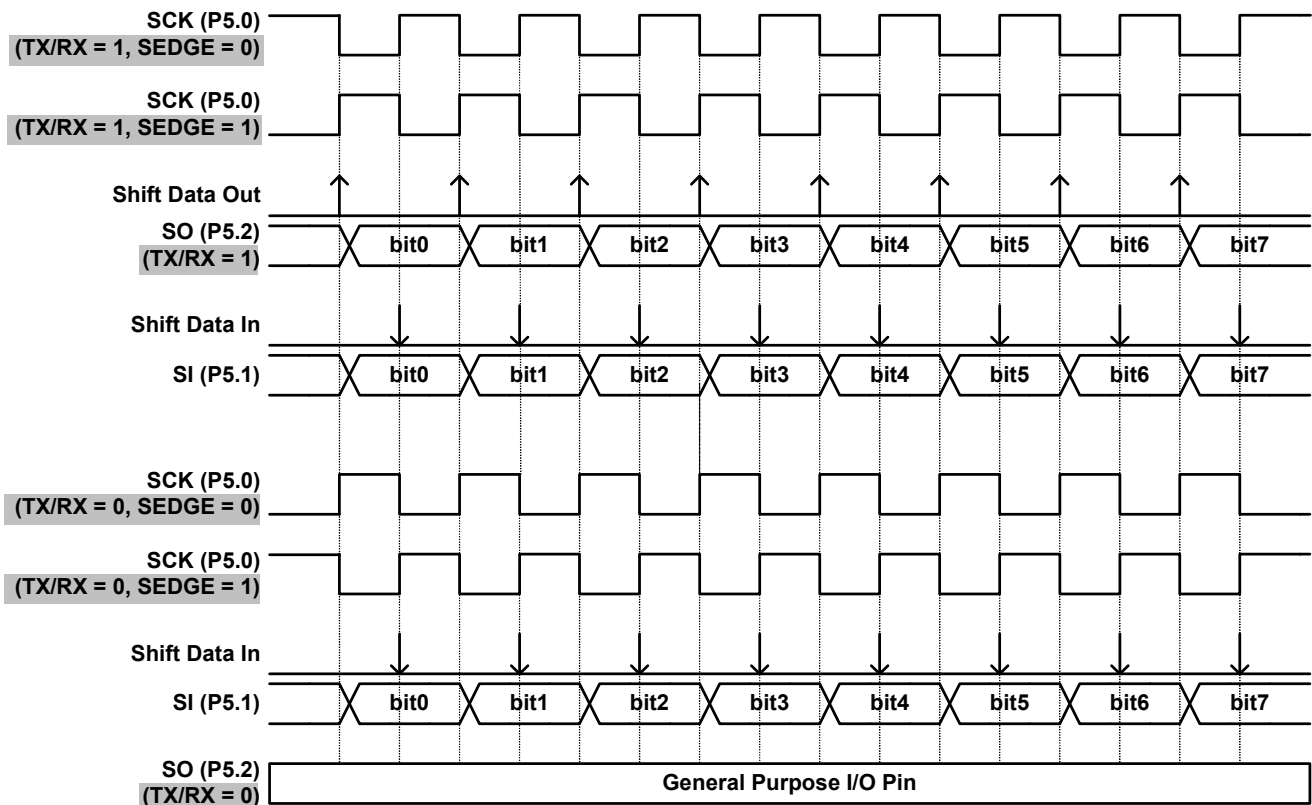 SCK (P5.0)
(TX/RX = 1, SEDGE = 0)
SCK (P5.0)
(TX/RX = 1, SEDGE = 1)
Shift Data Out
SO (P5.2)
(TX/RX = 1)
bit0 bit1 bit2 bit3 bit4 bit5 bit6 bit7
Shift Data In
SI (P5.1)
bit0 bit1 bit2 bit3 bit4 bit5 bit6 bit7
SCK (P5.0)
(TX/RX = 0, SEDGE = 0)
SCK (P5.0)
(TX/RX = 0, SEDGE = 1)
Shift Data In
SI (P5.1)
bit0 bit1 bit2 bit3 bit4 bit5 bit6 bit7
SO (P5.2)
(TX/RX = 0)
General Purpose I/O Pin